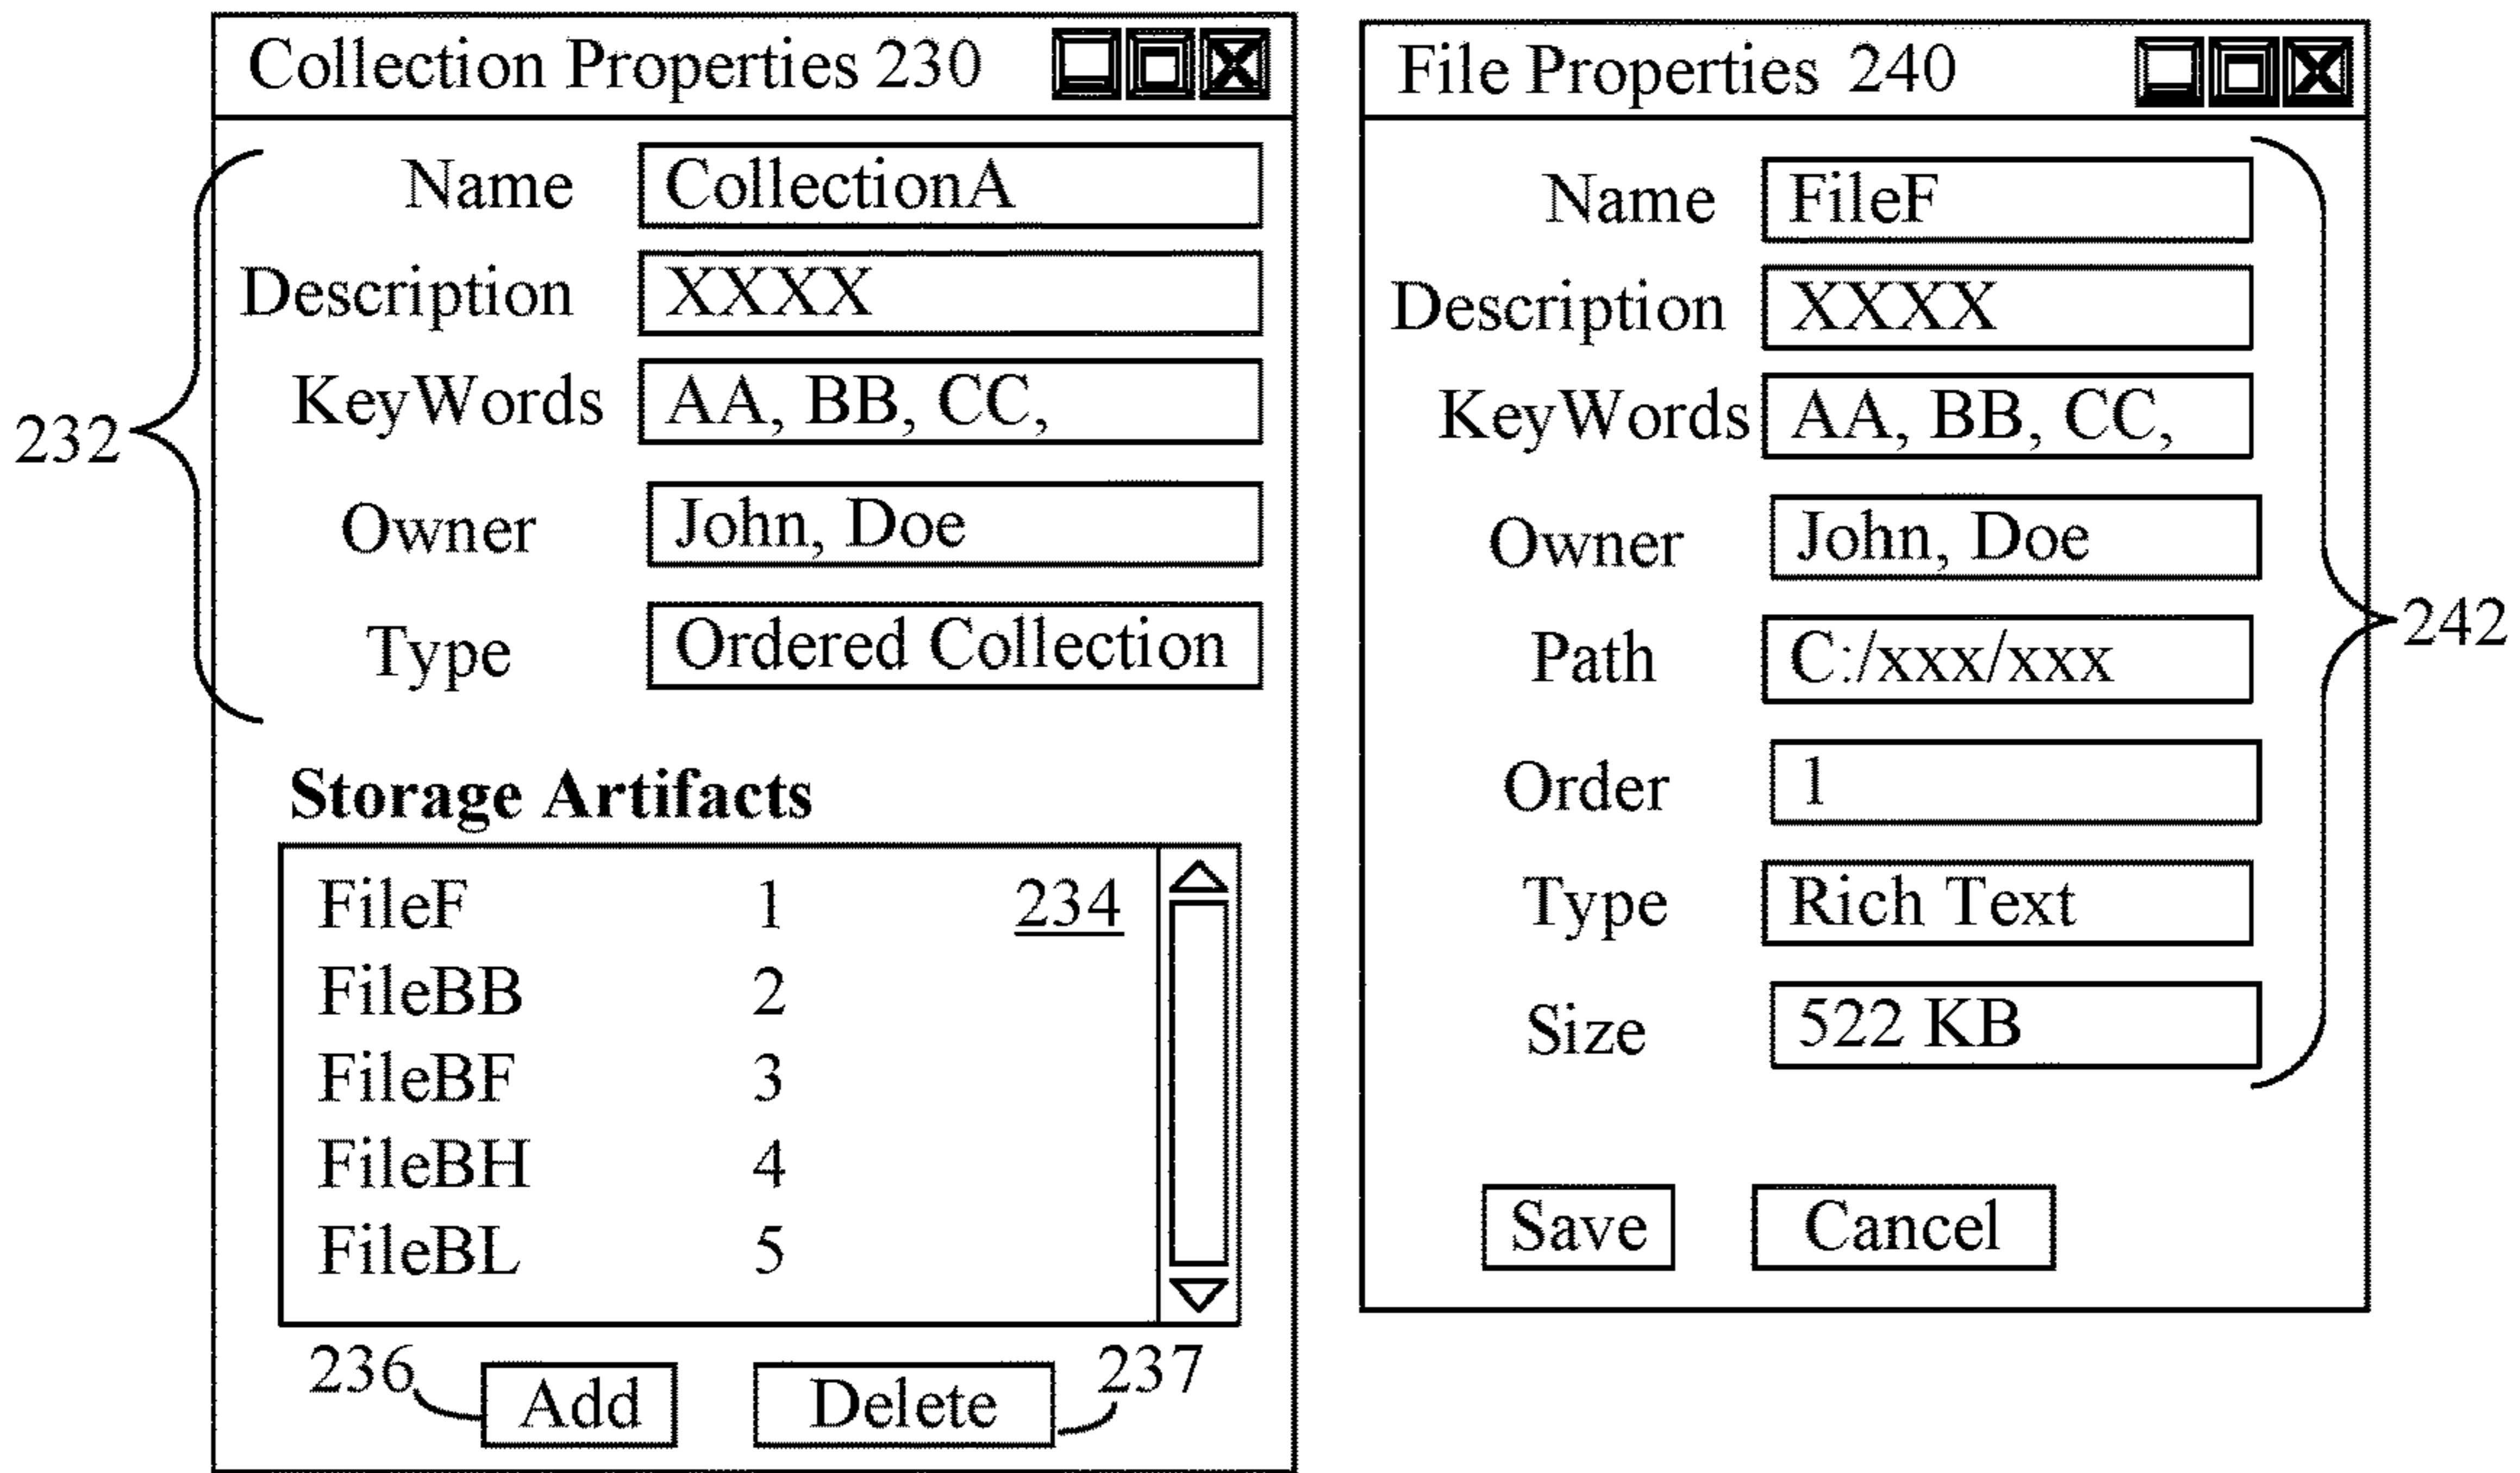 Collection Properties 230
Name CollectionA
Description XXXX
KeyWords AA, BB, CC,
232
Owner John, Doe
Type Ordered Collection
Storage Artifacts
FileF 1 234
FileBB 2
FileBF 3
FileBH 4
FileBL 5
236 Add Delete 237
File Properties 240
Name FileF
Description XXXX
KeyWords AA, BB, CC,
Owner John, Doe
Path C:/xxx/xxx
242
Order 1
Type Rich Text
Size 522 KB
Save Cancel